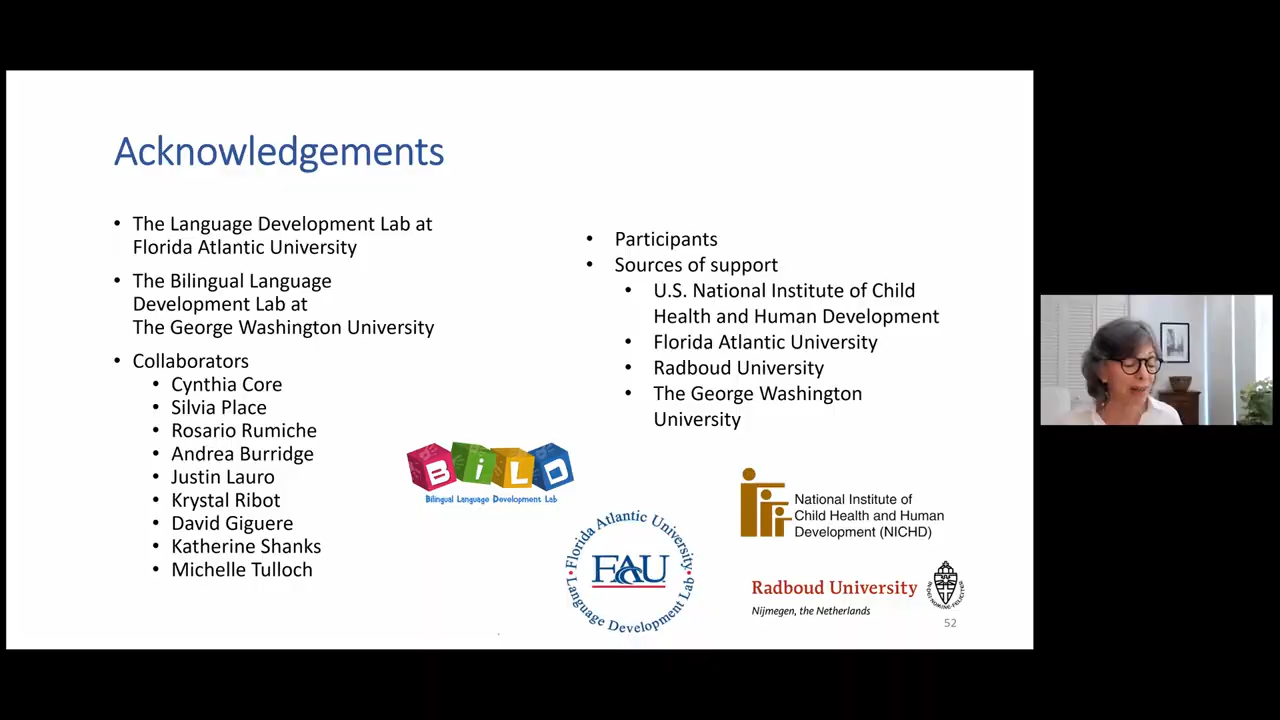 Acknowledgements
• The Language Development Lab at
Florida Atlantic University
• The Bilingual Language
Development Lab at
The George Washington University
• Collaborators
• Cynthia Core
• Silvia Place
• Rosario Rumiche
• Andrea Burridge
• Justin Lauro
• Krystal Ribot
• David Giguere
• Katherine Shanks
• Michelle Tulloch
• Participants
• Sources of support
• U.S. National Institute of Child
Health and Human Development
• Florida Atlantic University
• Radboud University
• The George Washington
University
BiLD
Bilingual Language Development Lab
Florida Atlantic University
FAU
Language Development Lab
National Institute of
Child Health and Human
Development (NICHD)
Radboud University
Nijmegen, the Netherlands
52